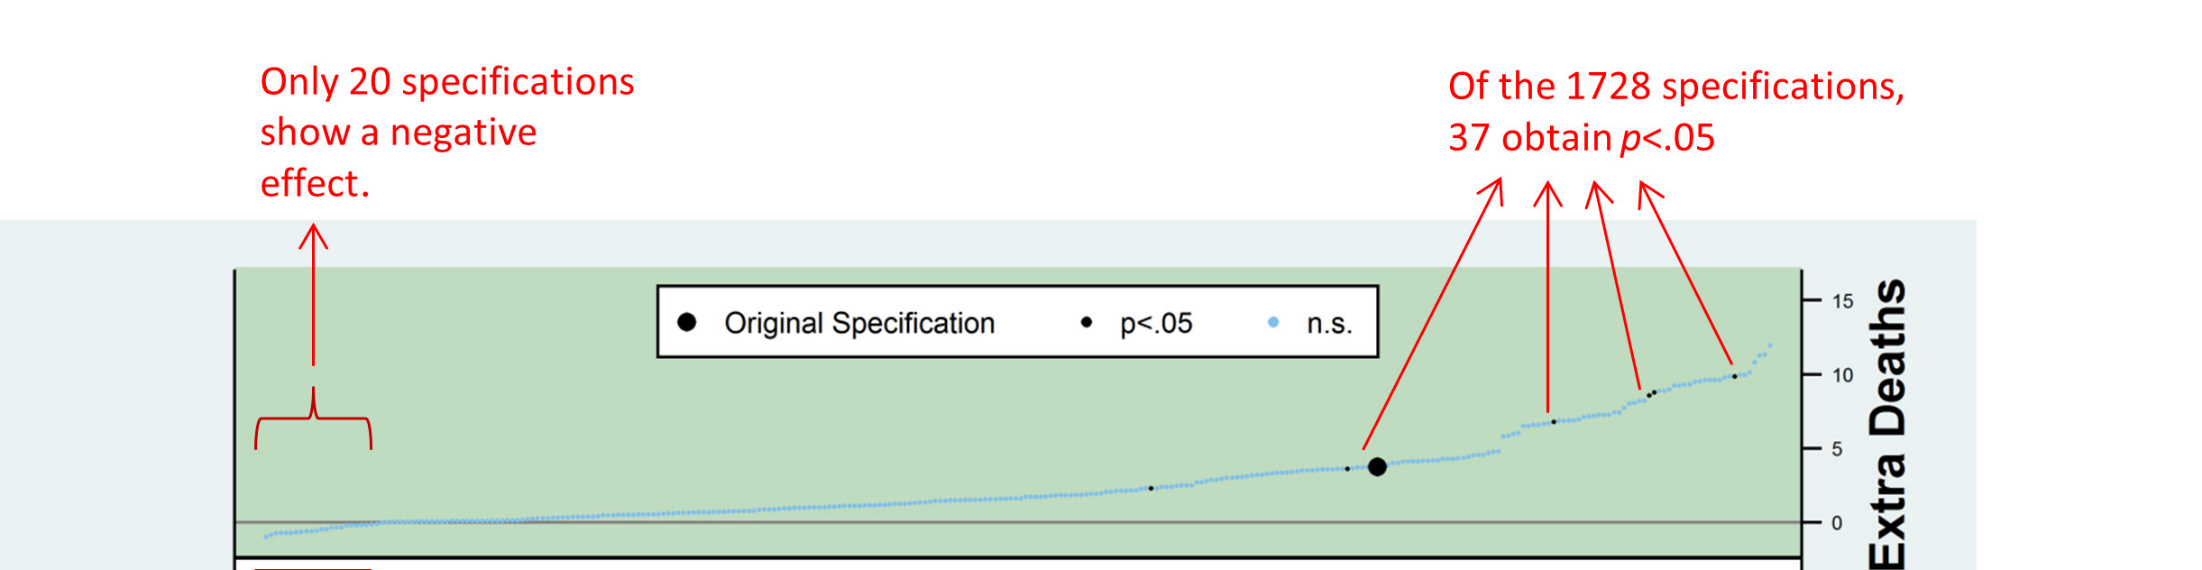 Only 20 specifications
show a negative
effect.
Of the 1728 specifications,
37 obtain p<.05
Original Specification
p<.05
n.s.
15
10
5
0
Extra Deaths